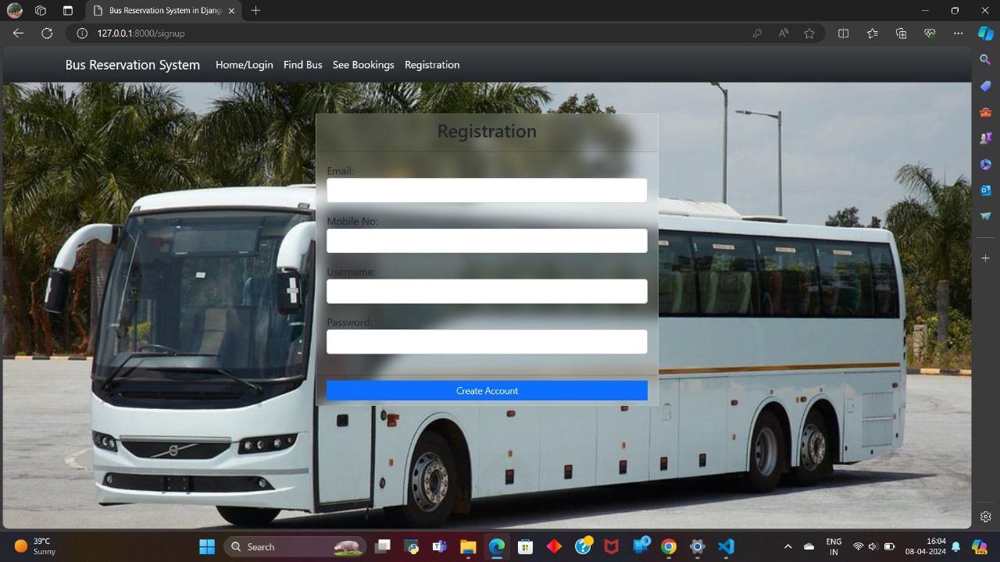 Bus Reservation System in Djang
127.0.0.1:8000/signup
Bus Reservation System
Home/Login
Find Bus
See Bookings
Registration
Registration
Email:
Mobile No:
Username:
Password:
Create Account
39°C
Sunny
Search
9
ENG
IN
16:04
08-04-2024
PRE